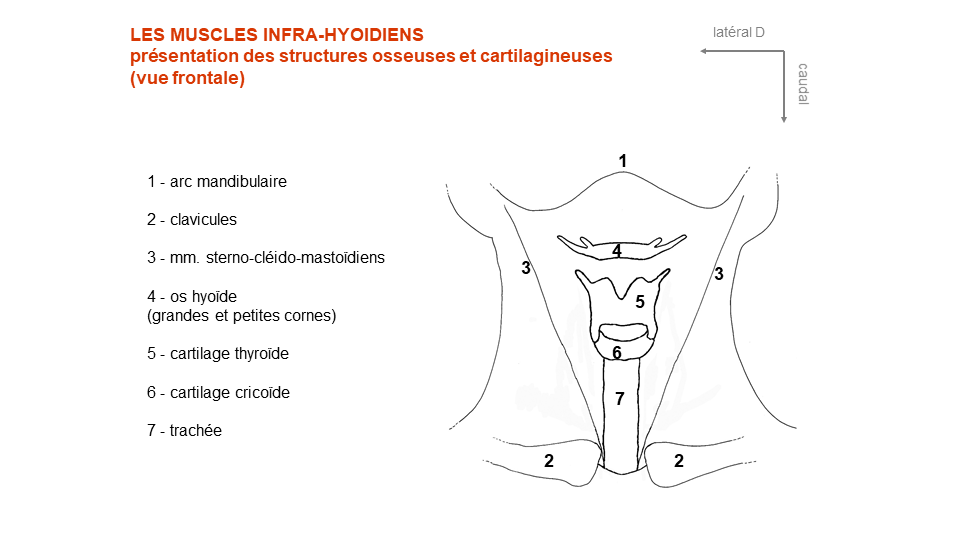 LES MUSCLES INFRA-HYOIDIENS
présentation des structures osseuses et cartilagineuses
(vue frontale)
latéral D
caudal
1 - arc mandibulaire
2 - clavicules
3 - mm. sterno-cléido-mastoïdiens
4 - os hyoïde
(grandes et petites cornes)
5 - cartilage thyroïde
6 - cartilage cricoïde
7 - trachée
1
4
3
3
5
6
7
2
2